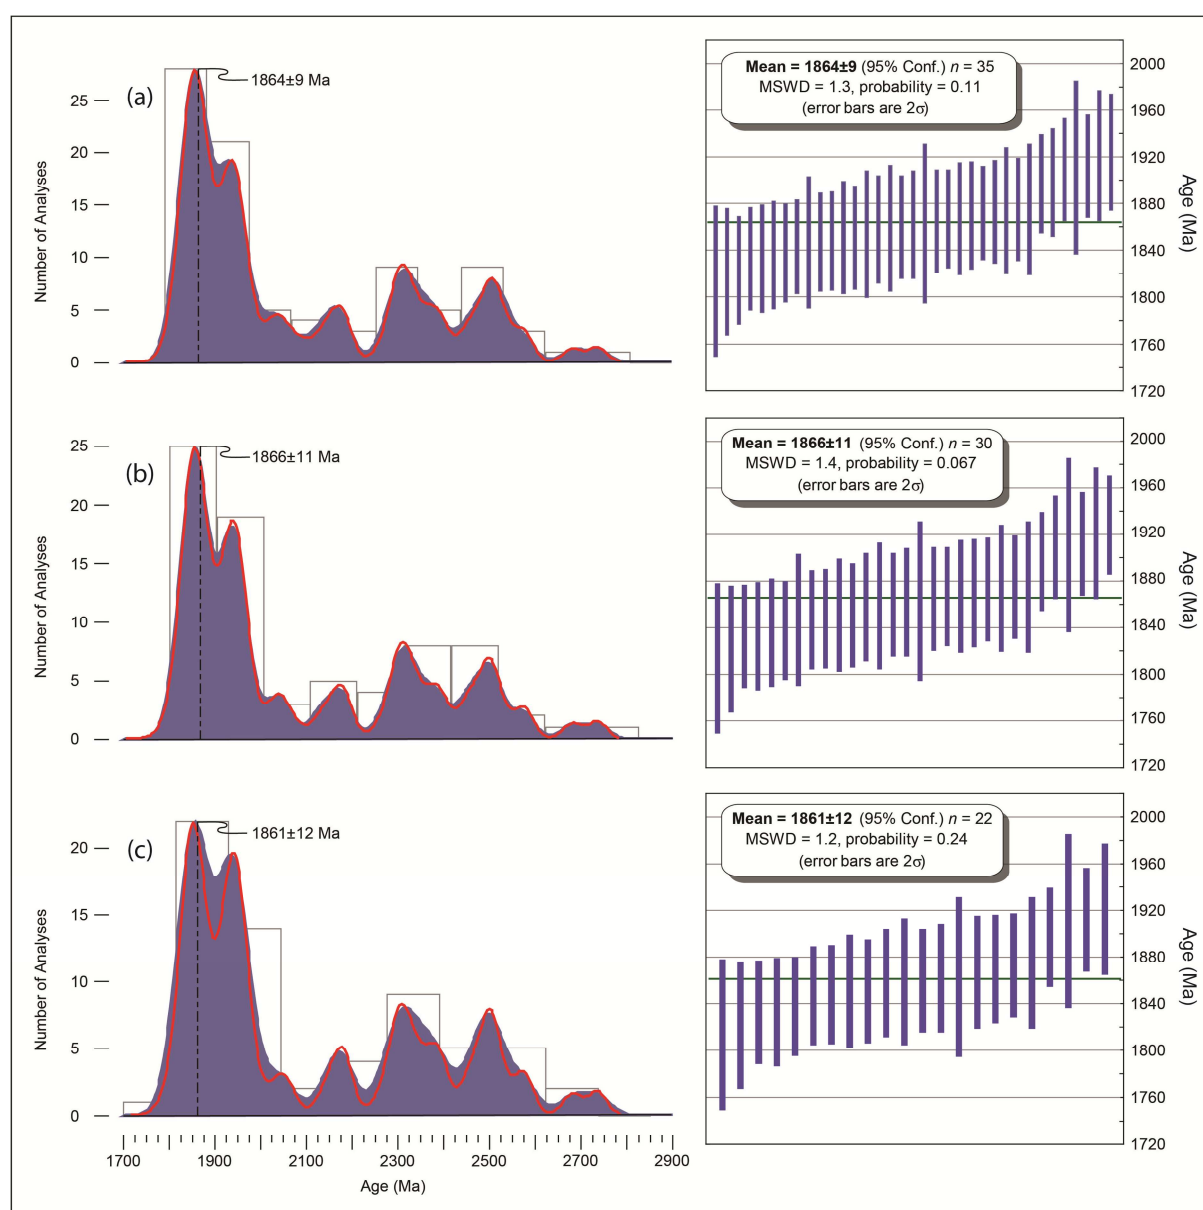 (a)
1864±9 Ma
Number of Analyses
25
20
15
10
5
0
Mean = 1864±9 (95% Conf.) n = 35
MSWD = 1.3, probability = 0.11
(error bars are 2σ)
2000
1960
1920
1880
1840
1800
1760
1720
Age (Ma)
(b)
1866±11 Ma
Number of Analyses
25
20
15
10
5
0
Mean = 1866±11 (95% Conf.) n = 30
MSWD = 1.4, probability = 0.067
(error bars are 2σ)
2000
1960
1920
1880
1840
1800
1760
1720
Age (Ma)
(c)
1861±12 Ma
Number of Analyses
20
15
10
5
0
1700 1900 2100 2300 2500 2700 2900
Age (Ma)
Mean = 1861±12 (95% Conf.) n = 22
MSWD = 1.2, probability = 0.24
(error bars are 2σ)
2000
1960
1920
1880
1840
1800
1760
1720
Age (Ma)